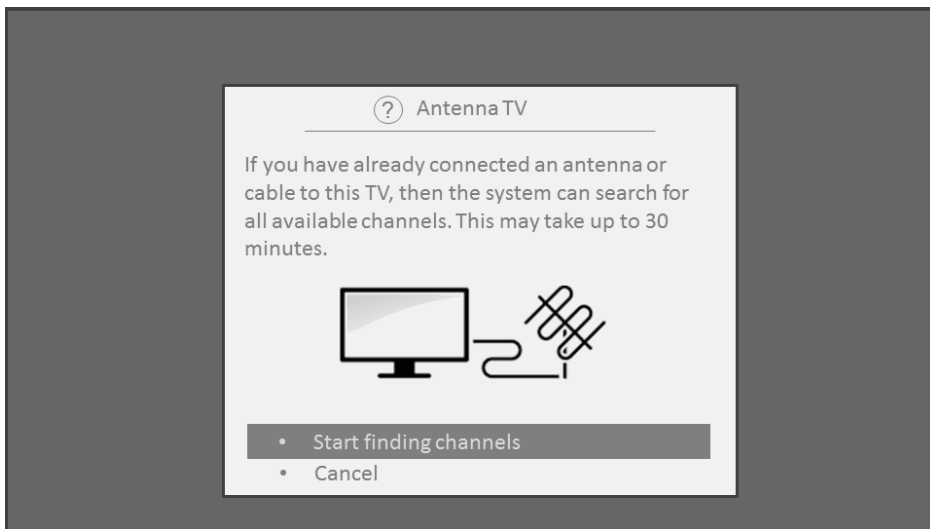 ? Antenna TV
If you have already connected an antenna or
cable to this TV, then the system can search for
all available channels. This may take up to 30
minutes.
• Start finding channels
• Cancel